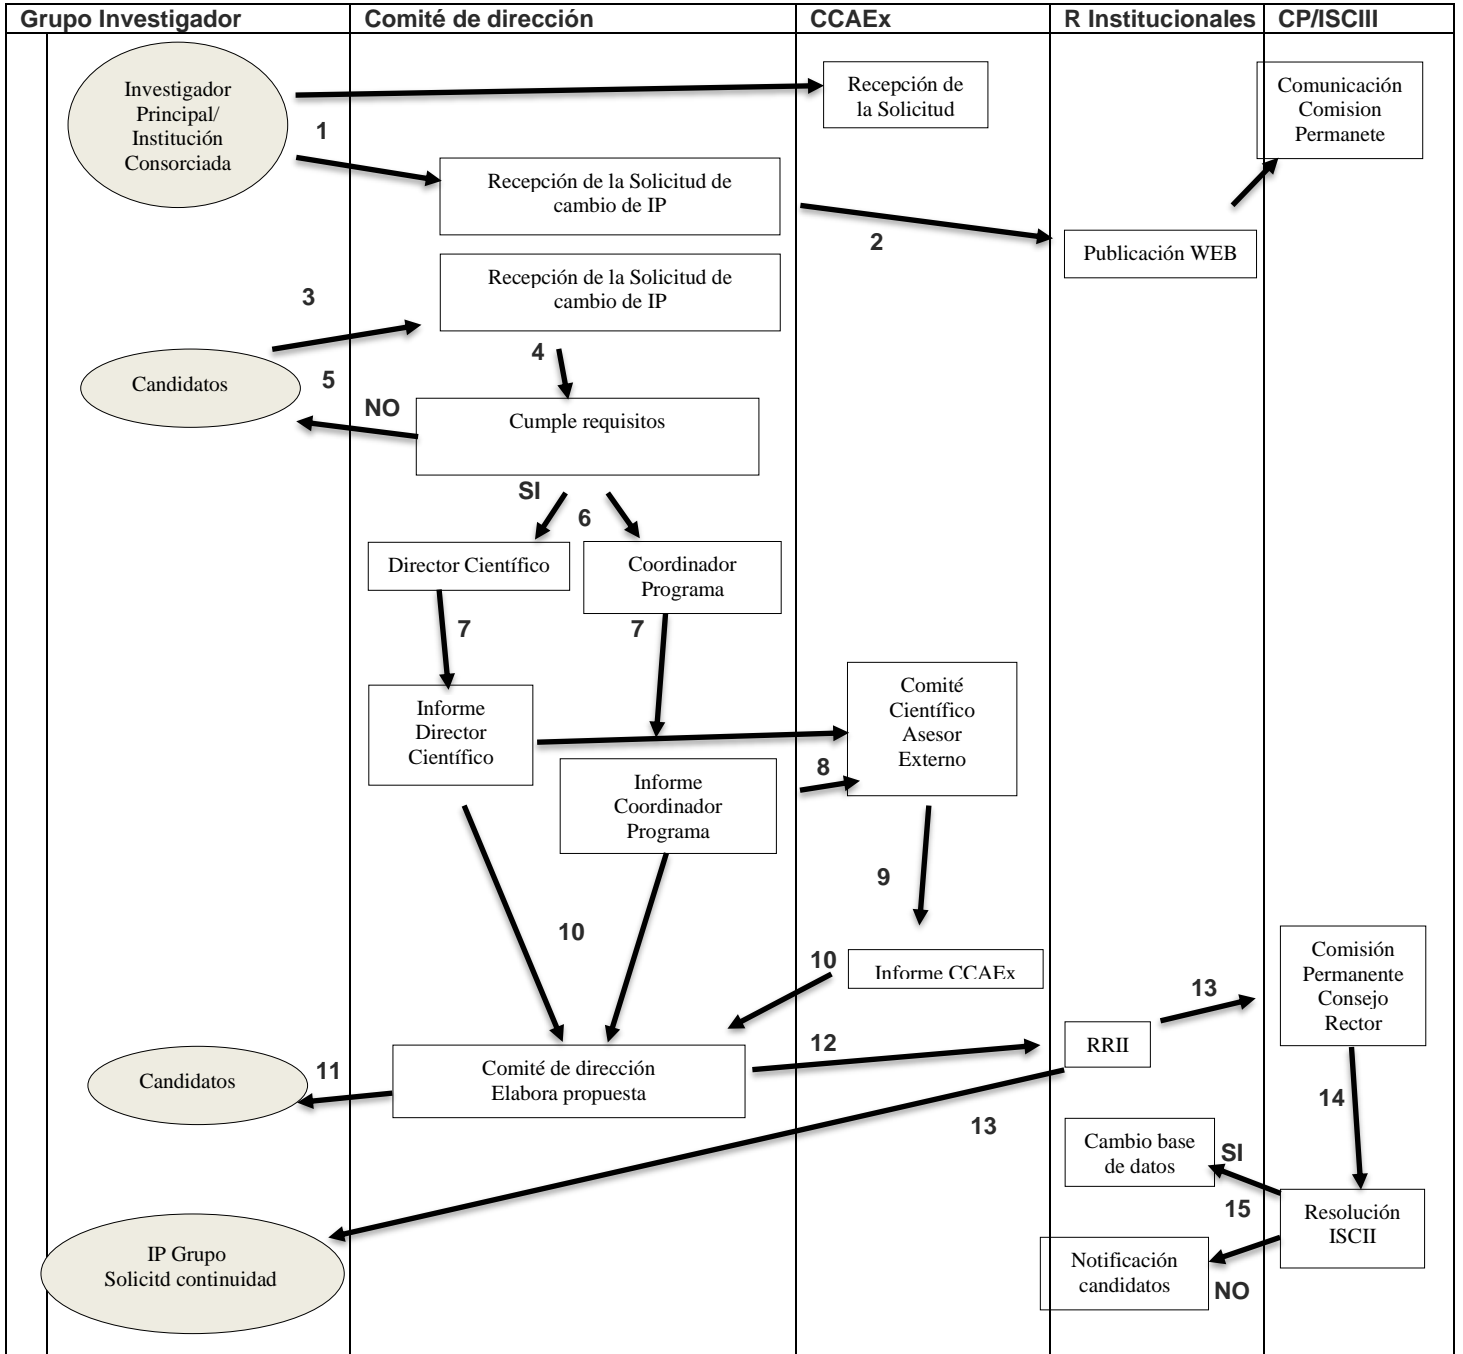 Grupo Investigador
Comité de dirección
CCAEx
R Institucionales
CP/ISCIII
Investigador
Principal/
Institución
Consorciada
1
Recepción de
la Solicitud
Comunicación
Comision
Permanete
Recepción de la Solicitud de
cambio de IP
2
Publicación WEB
3
Recepción de la Solicitud de
cambio de IP
4
Candidatos
5
NO
Cumple requisitos
SI
6
Director Científico
Coordinador
Programa
7
7
Informe
Director
Científico
Comité
Científico
Asesor
Externo
8
Informe
Coordinador
Programa
9
10
10
Informe CCAEx
Comisión
Permanente
Consejo
Rector
13
12
RRII
Candidatos
11
Comité de dirección
Elabora propuesta
13
14
Cambio base
de datos
SI
15
Resolución
ISCII
IP Grupo
Solicitd continuidad
Notificación
candidatos
NO